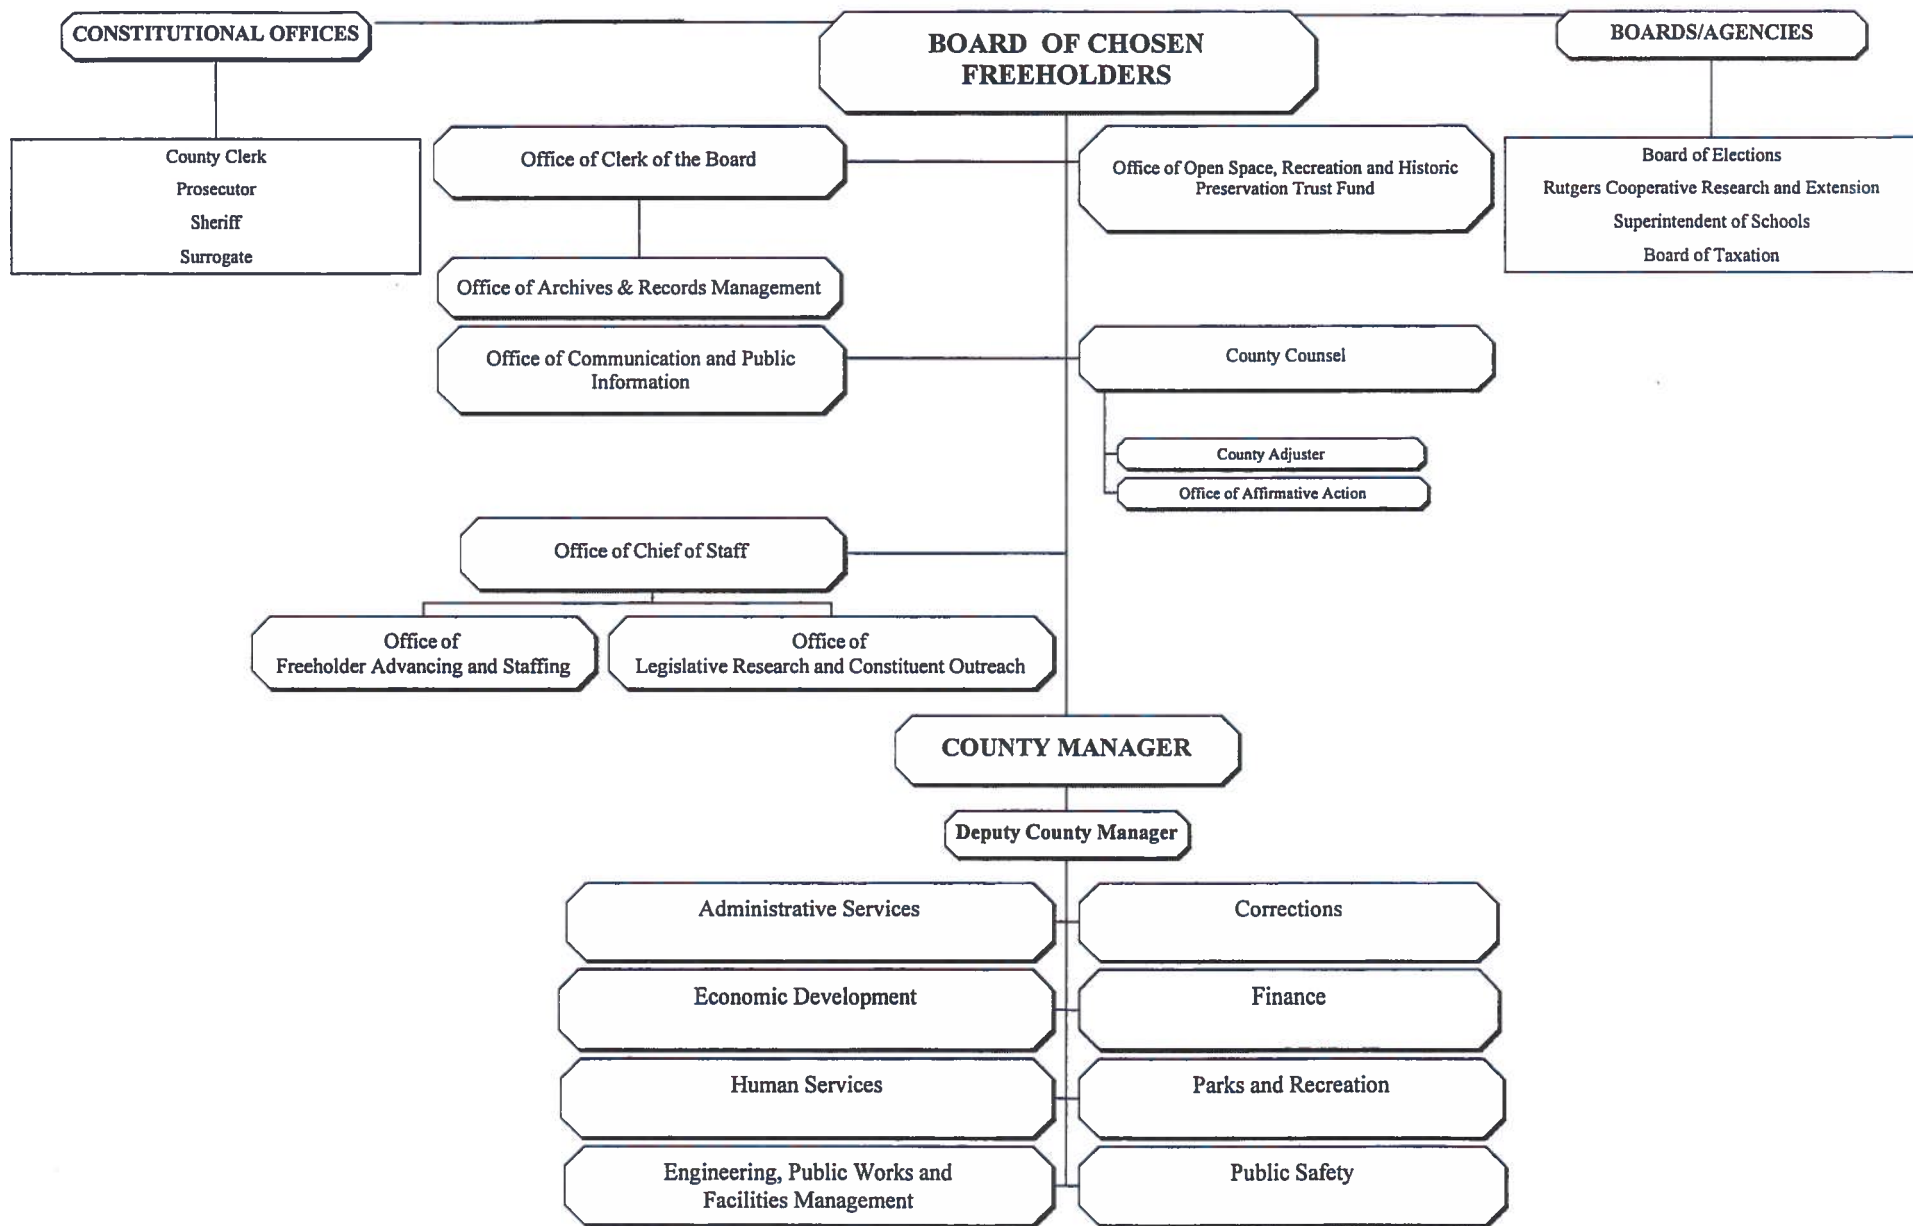 CONSTITUTIONAL OFFICES
BOARD OF CHOSEN
FREEHOLDERS
BOARDS/AGENCIES
County Clerk
Prosecutor
Sheriff
Surrogate
Office of Clerk of the Board
Office of Open Space, Recreation and Historic
Preservation Trust Fund
Board of Elections
Rutgers Cooperative Research and Extension
Superintendent of Schools
Board of Taxation
Office of Archives & Records Management
Office of Communication and Public
Information
County Counsel
County Adjuster
Office of Affirmative Action
Office of Chief of Staff
Office of
Freeholder Advancing and Staffing
Office of
Legislative Research and Constituent Outreach
COUNTY MANAGER
Deputy County Manager
Administrative Services
Corrections
Economic Development
Finance
Human Services
Parks and Recreation
Engineering, Public Works and
Facilities Management
Public Safety